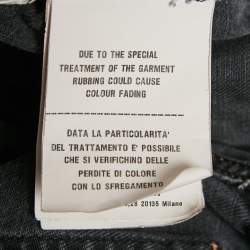 DUE TO THE SPECIAL
TREATMENT OF THE GARMENT
RUBBING COULD CAUSE
COLOUR FADING
DATA LA PARTICOLARITA'
DEL TRATTAMENTO E' POSSIBILE
CHE SI VERIFICHINO DELLE
PERDITE DI COLORE
CON LO SFREGAMENTO
20135 Milano